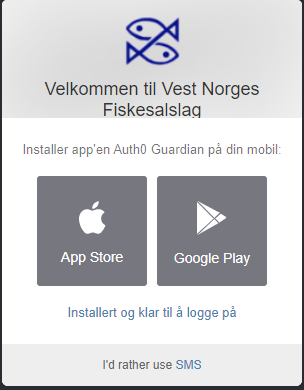 Velkommen til Vest Norges
Fiskesalslag
Installer app'en Auth0 Guardian på din mobil:
App Store
Google Play
Installert og klar til å logge på
I'd rather use SMS